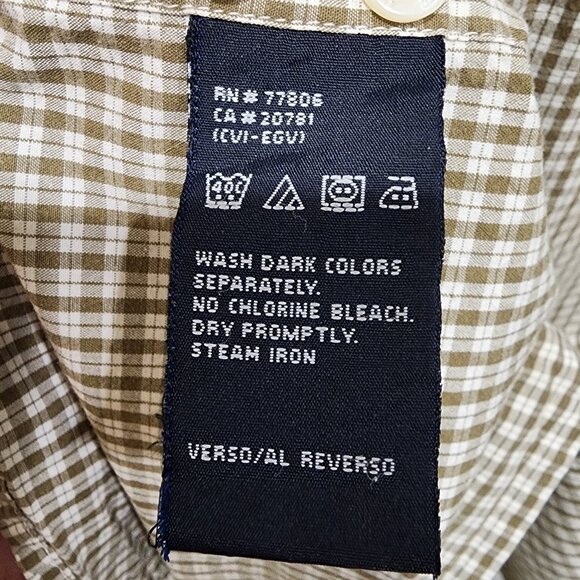 RN # 77806
CA # 20781
(CVI-EGV)
40C
WASH DARK COLORS
SEPARATELY.
NO CHLORINE BLEACH.
DRY PROMPTLY.
STEAM IRON
VERSO/AL REVERSO